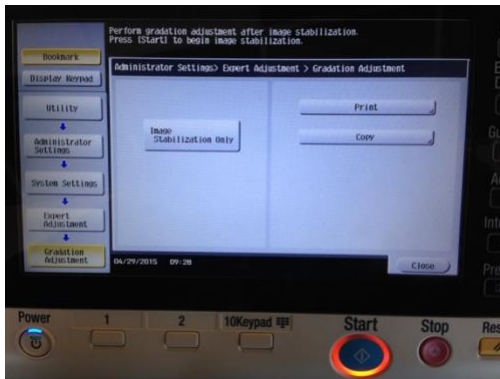 Perform gradation adjustment after image stabilization.
Press [Start] to begin image stabilization.
Bookmark
Display Keypad
Utility
Administrator
Settings
System Settings
Expert
Adjustment
Gradation
Adjustment
Administrator Settings> Expert Adjustment > Gradation Adjustment
Image
Stabilization Only
Print
Copy
04/29/2015 09:28
Close
Power
1
2
10Keypad
Start
Stop
Res